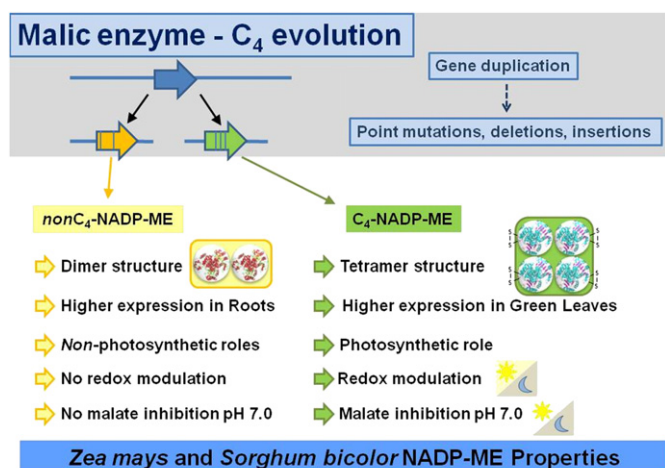 Malic enzyme - C₄ evolution
Gene duplication
Point mutations, deletions, insertions
nonC₄-NADP-ME
C₄-NADP-ME
Dimer structure
Tetramer structure
S S
S S
S S
S S
Higher expression in Roots
Higher expression in Green Leaves
Non-photosynthetic roles
Photosynthetic role
No redox modulation
Redox modulation
No malate inhibition pH 7.0
Malate inhibition pH 7.0
Zea mays and Sorghum bicolor NADP-ME Properties